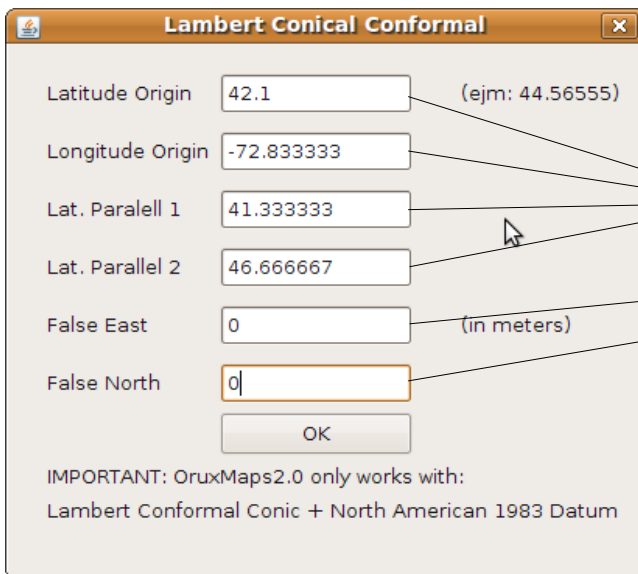 Lambert Conical Conformal
Latitude Origin 42.1 (ejm: 44.56555)
Longitude Origin -72.833333
Lat. Paralell 1 41.333333
Lat. Parallel 2 46.666667
False East 0 (in meters)
False North 0
OK
IMPORTANT: OruxMaps2.0 only works with:
Lambert Conformal Conic + North American 1983 Datum